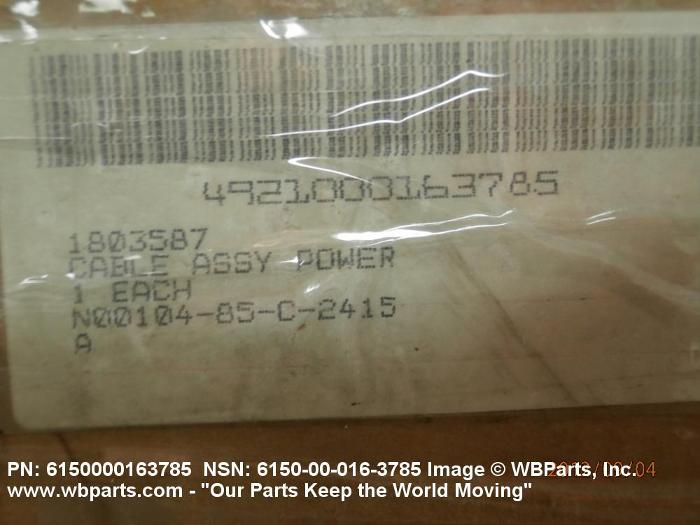 4921000163785
1803587
CABLE ASSY POWER
1 EACH
N00104-85-C-2415
A
PN: 6150000163785 NSN: 6150-00-016-3785 Image © WBParts, Inc.
www.wbparts.com - "Our Parts Keep the World Moving"